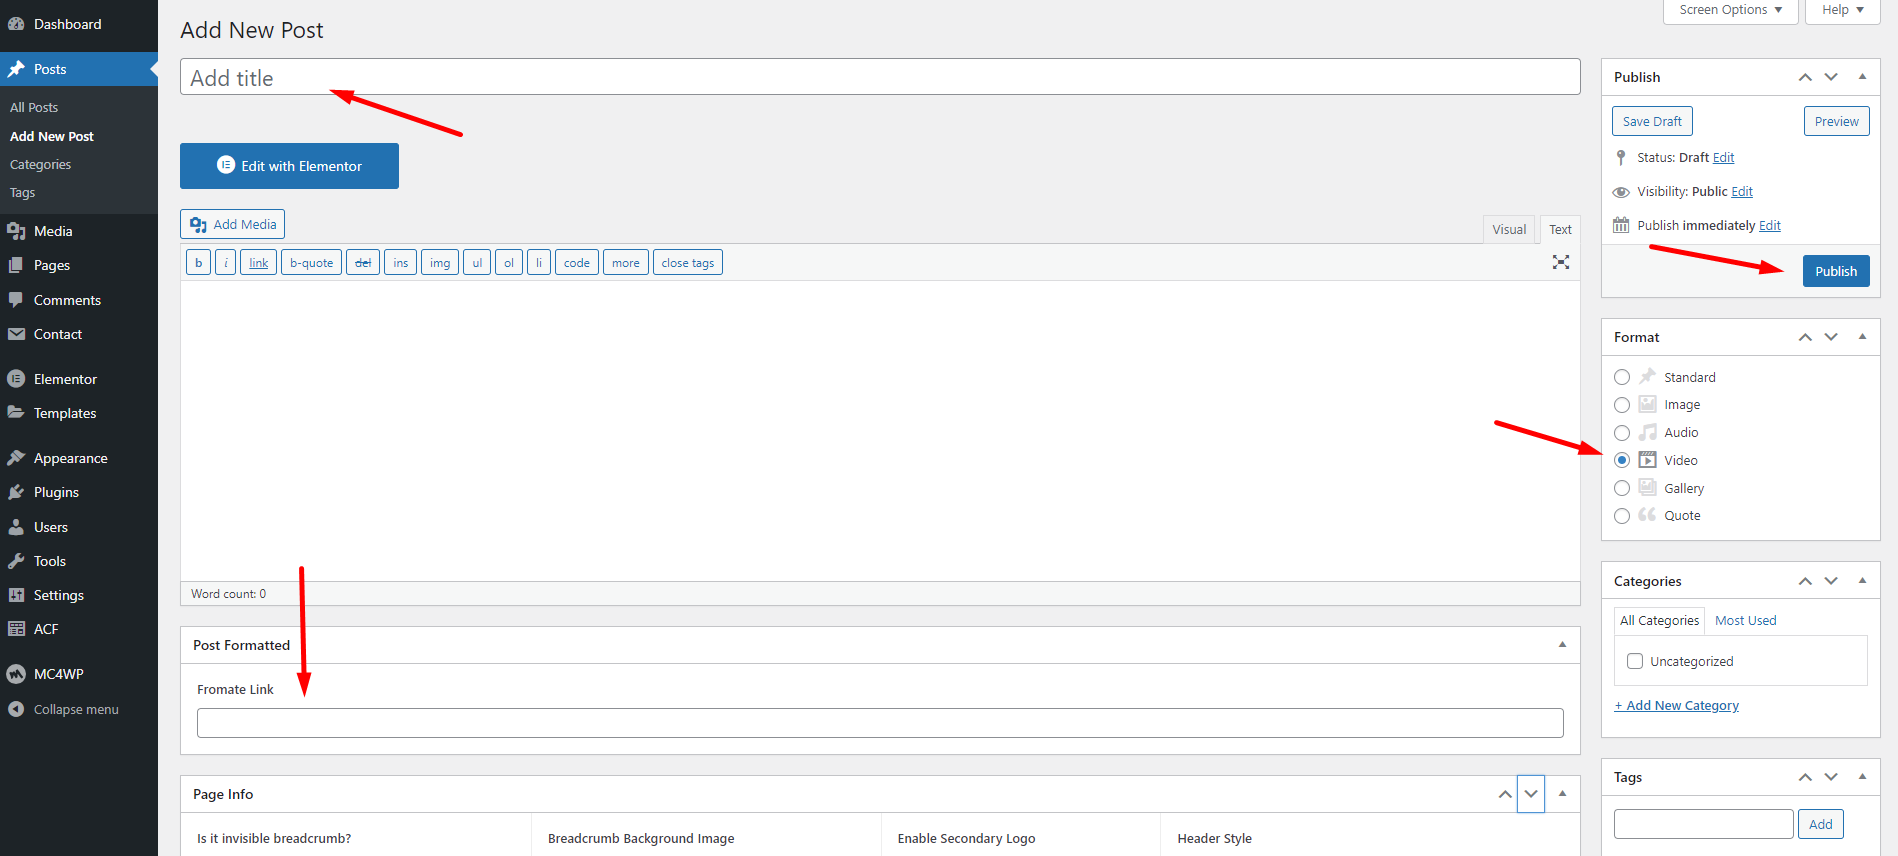 Dashboard
Posts
All Posts
Add New Post
Categories
Tags
Media
Pages
Comments
Contact
Elementor
Templates
Appearance
Plugins
Users
Tools
Settings
ACF
MC4WP
Collapse menu
Screen Options
Help
Add New Post
Add title
Edit with Elementor
Add Media
Visual
Text
b
i
link
b-quote
del
ins
img
ul
ol
li
code
more
close tags
Word count: 0
Post Formatted
Fromate Link
Page Info
Is it invisible breadcrumb?
Breadcrumb Background Image
Enable Secondary Logo
Header Style
Publish
Save Draft
Preview
Status: Draft Edit
Visibility: Public Edit
Publish immediately Edit
Publish
Format
Standard
Image
Audio
Video
Gallery
Quote
Categories
All Categories
Most Used
Uncategorized
+ Add New Category
Tags
Add